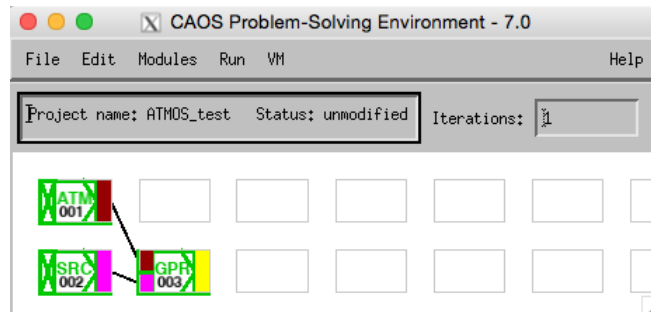 CAOS Problem-Solving Environment - 7.0
File Edit Modules Run VM Help
Project name: ATMOS_test Status: unmodified Iterations: 1
ATM
001
SRC GPR
002 003